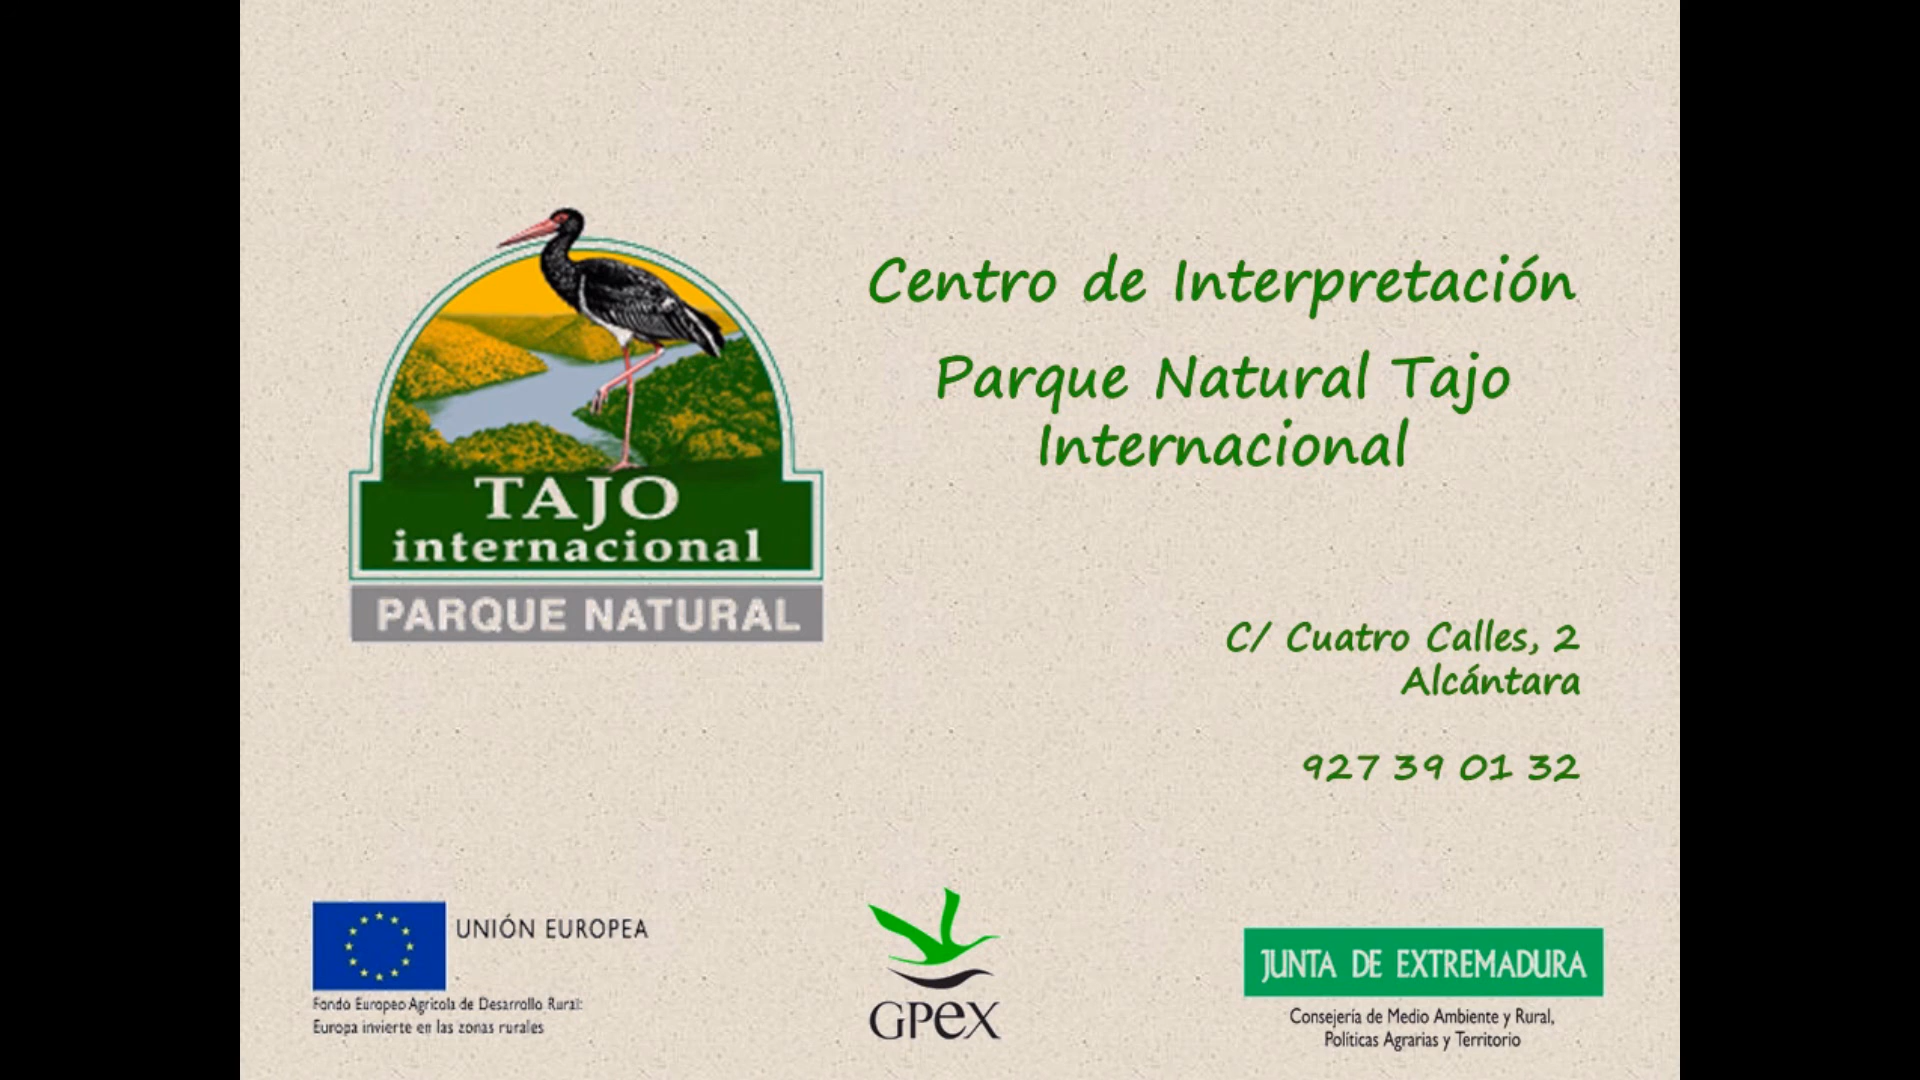 TAJO
internacional
PARQUE NATURAL
Centro de Interpretación
Parque Natural Tajo
Internacional
C/ Cuatro Calles, 2
Alcántara
927 39 01 32
UNIÓN EUROPEA
Fondo Europeo Agrícola de Desarrollo Rural:
Europa invierte en las zonas rurales
GPEX
JUNTA DE EXTREMADURA
Consejería de Medio Ambiente y Rural,
Políticas Agrarias y Territorio